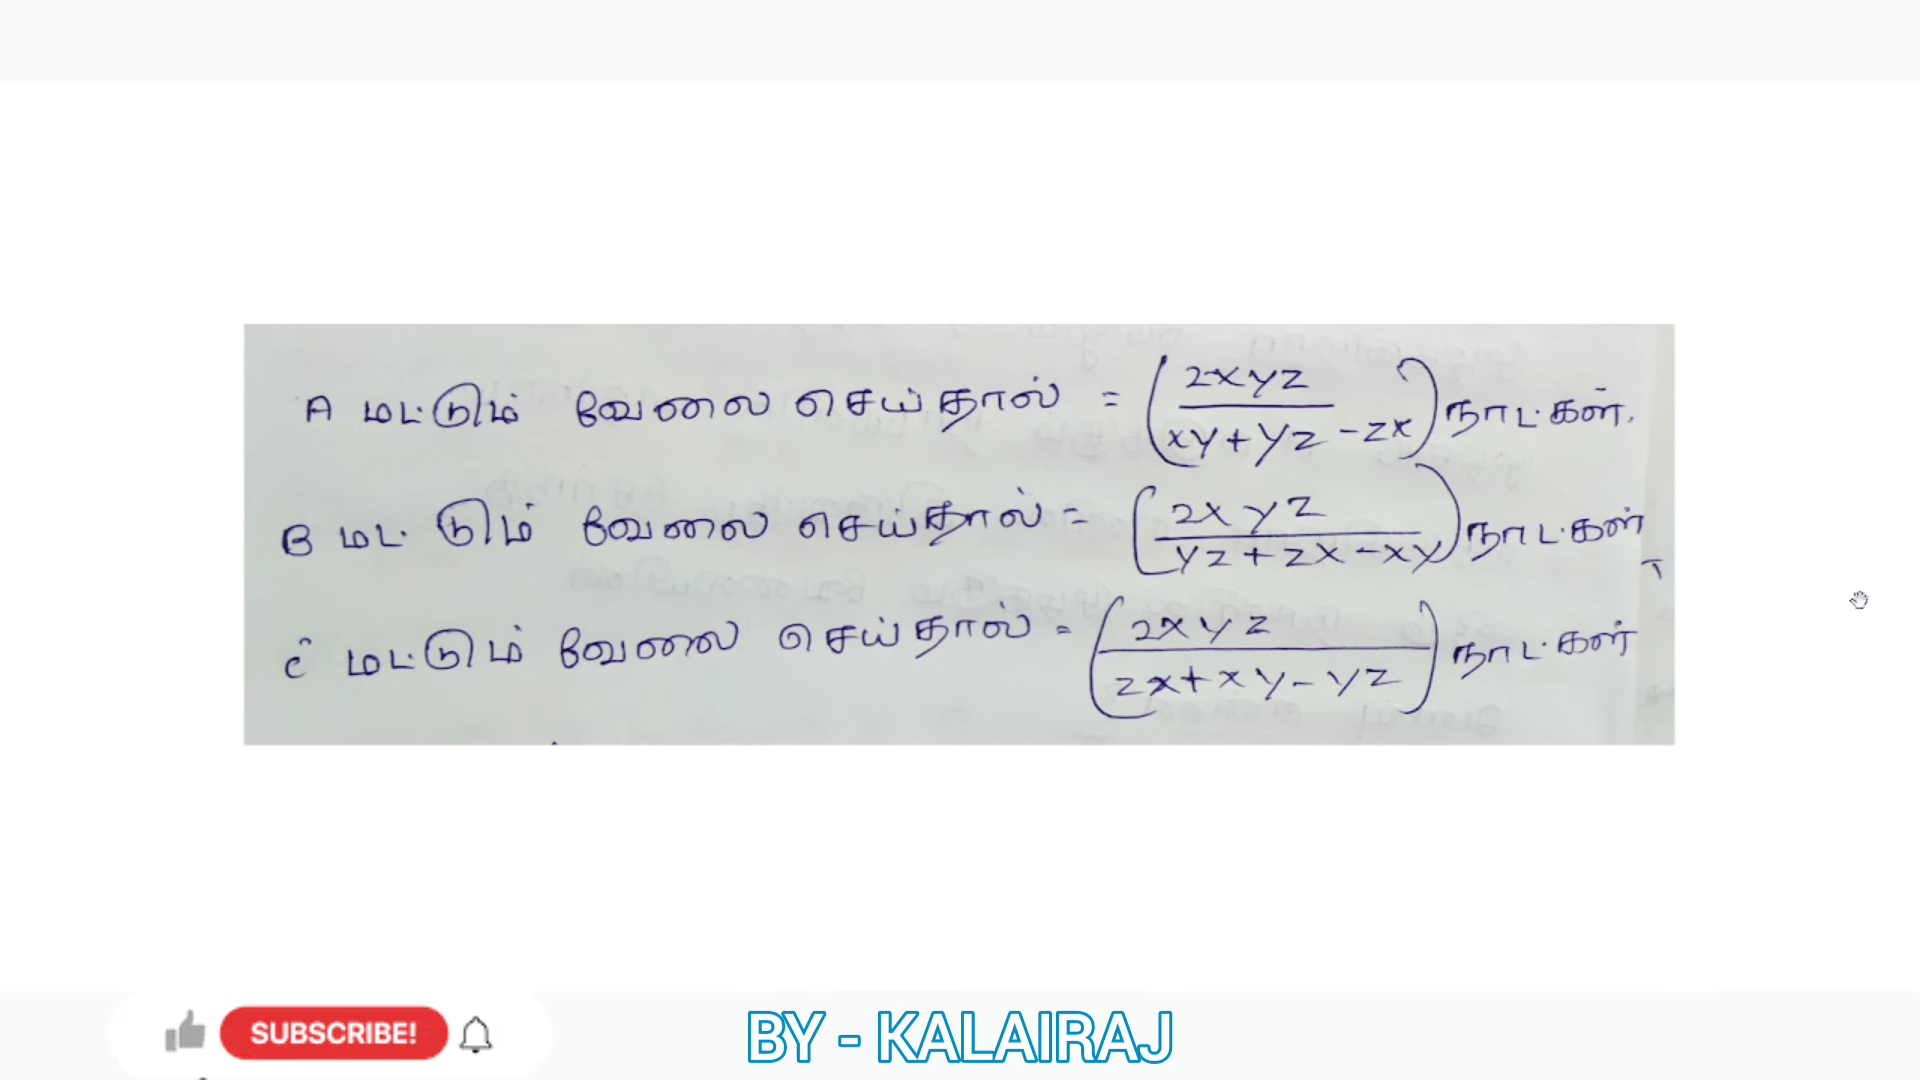 A மட்டும் வேலை செய்தால் = (2xyz / xy+yz-zx) நாட்கள்.
B மட்டும் வேலை செய்தால் = (2xyz / yz+zx-xy) நாட்கள்
C மட்டும் வேலை செய்தால் = (2xyz / zx+xy-yz) நாட்கள்
SUBSCRIBE!
BY - KALAIRAJ